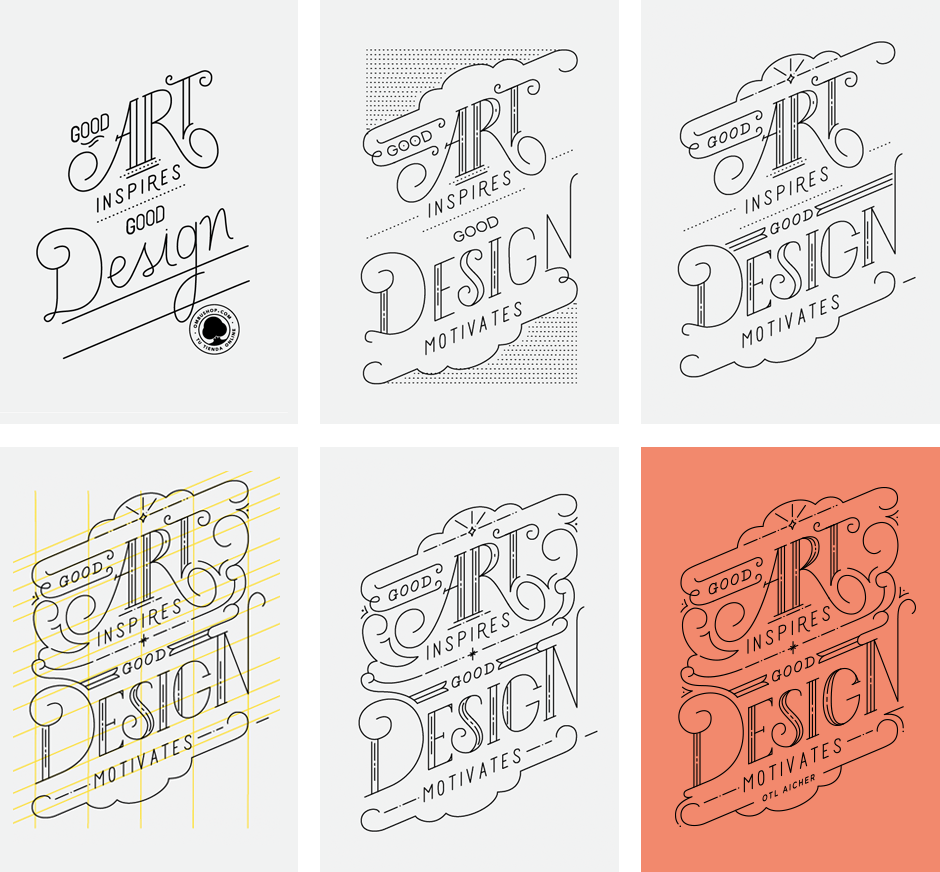 GOOD
ART
INSPIRES
GOOD
Design
OMBUSHOP.COM
TU TIENDA ONLINE
GOOD
ART
INSPIRES
GOOD
DESIGN
MOTIVATES
GOOD
ART
INSPIRES
GOOD
DESIGN
MOTIVATES
GOOD
ART
INSPIRES
GOOD
DESIGN
MOTIVATES
GOOD
ART
INSPIRES
GOOD
DESIGN
MOTIVATES
GOOD
ART
INSPIRES
GOOD
DESIGN
MOTIVATES
OTL AICHER